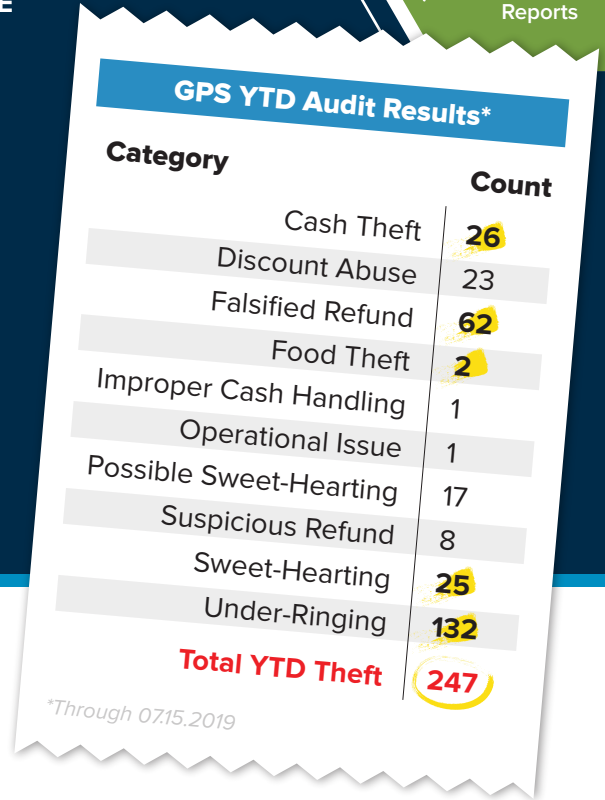 E
Reports
GPS YTD Audit Results*
Category Count
Cash Theft 26
Discount Abuse 23
Falsified Refund 62
Food Theft 2
Improper Cash Handling 1
Operational Issue 1
Possible Sweet-Hearting 17
Suspicious Refund 8
Sweet-Hearting 25
Under-Ringing 132
Total YTD Theft 247
*Through 07.15.2019